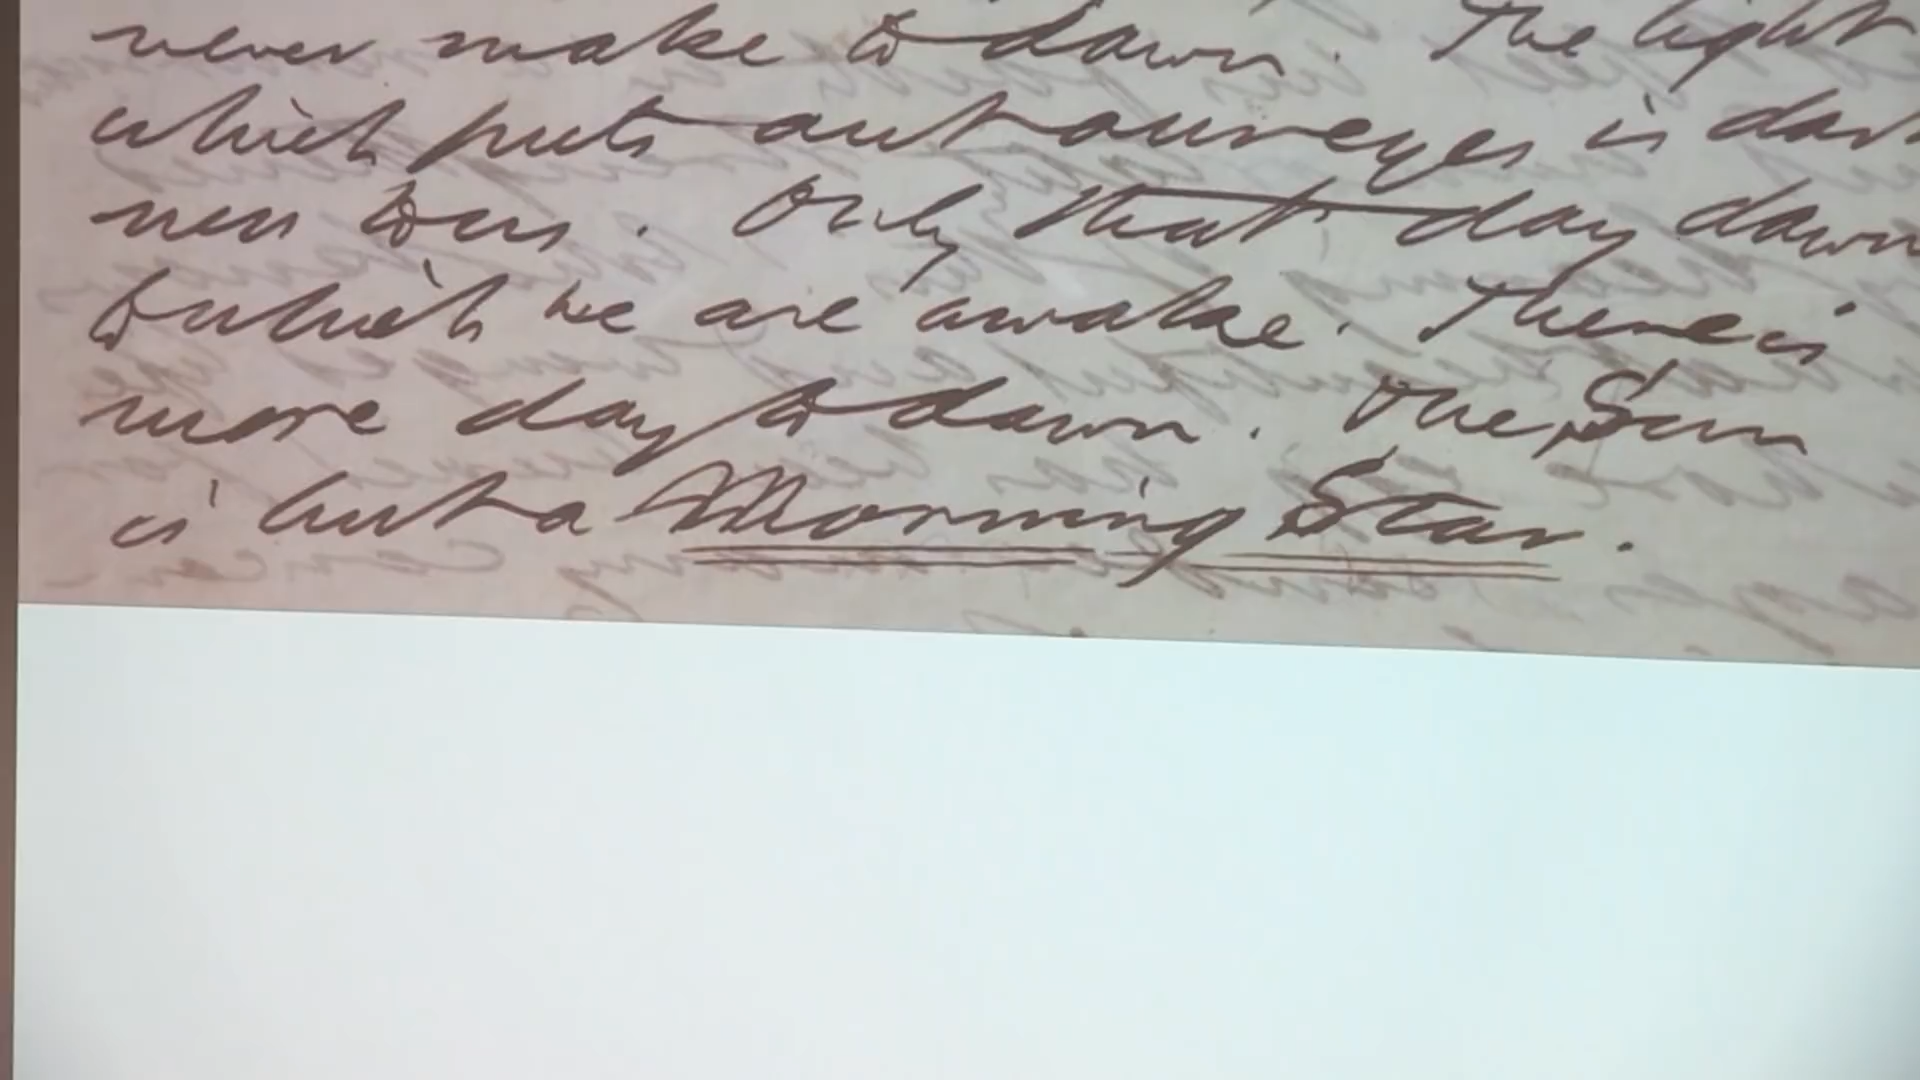 never make to dawn. The light
which puts out our eyes is dark
ness to us. Only that day dawn
to which we are awake. There is
more day to dawn. The Sun
is but a Morning Star.